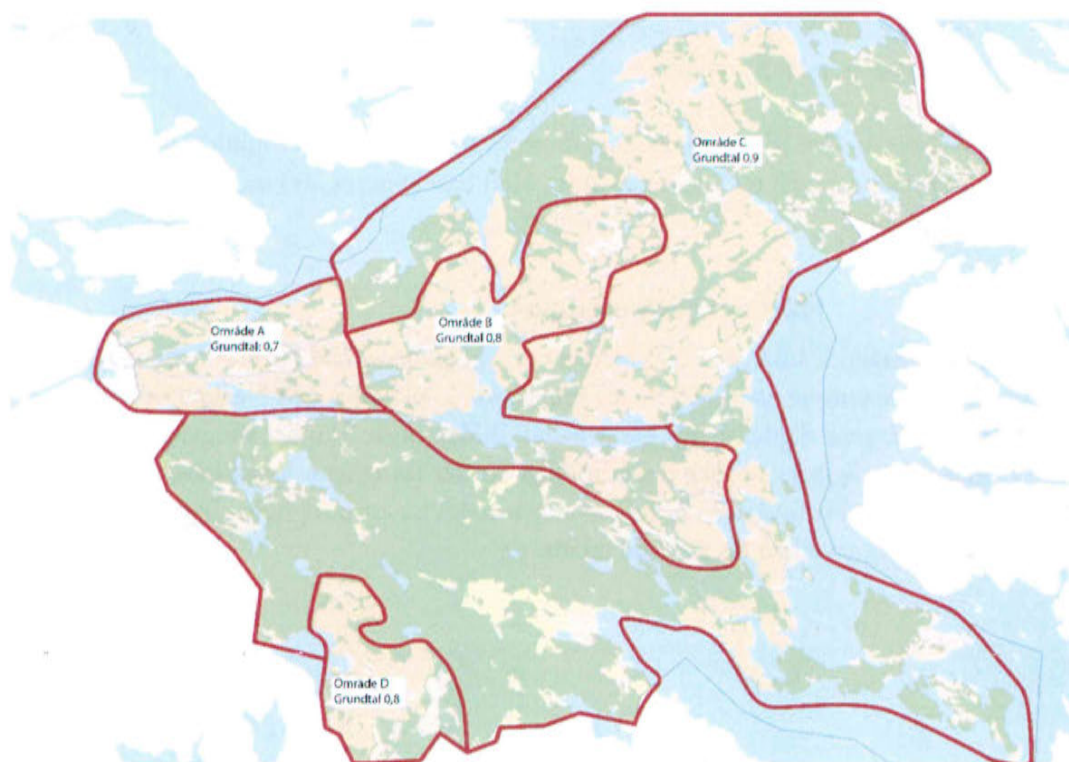 Område C
Grundtal 0,9
Område B
Grundtal 0,8
Område A
Grundtal: 0,7
Område D
Grundtal 0,8